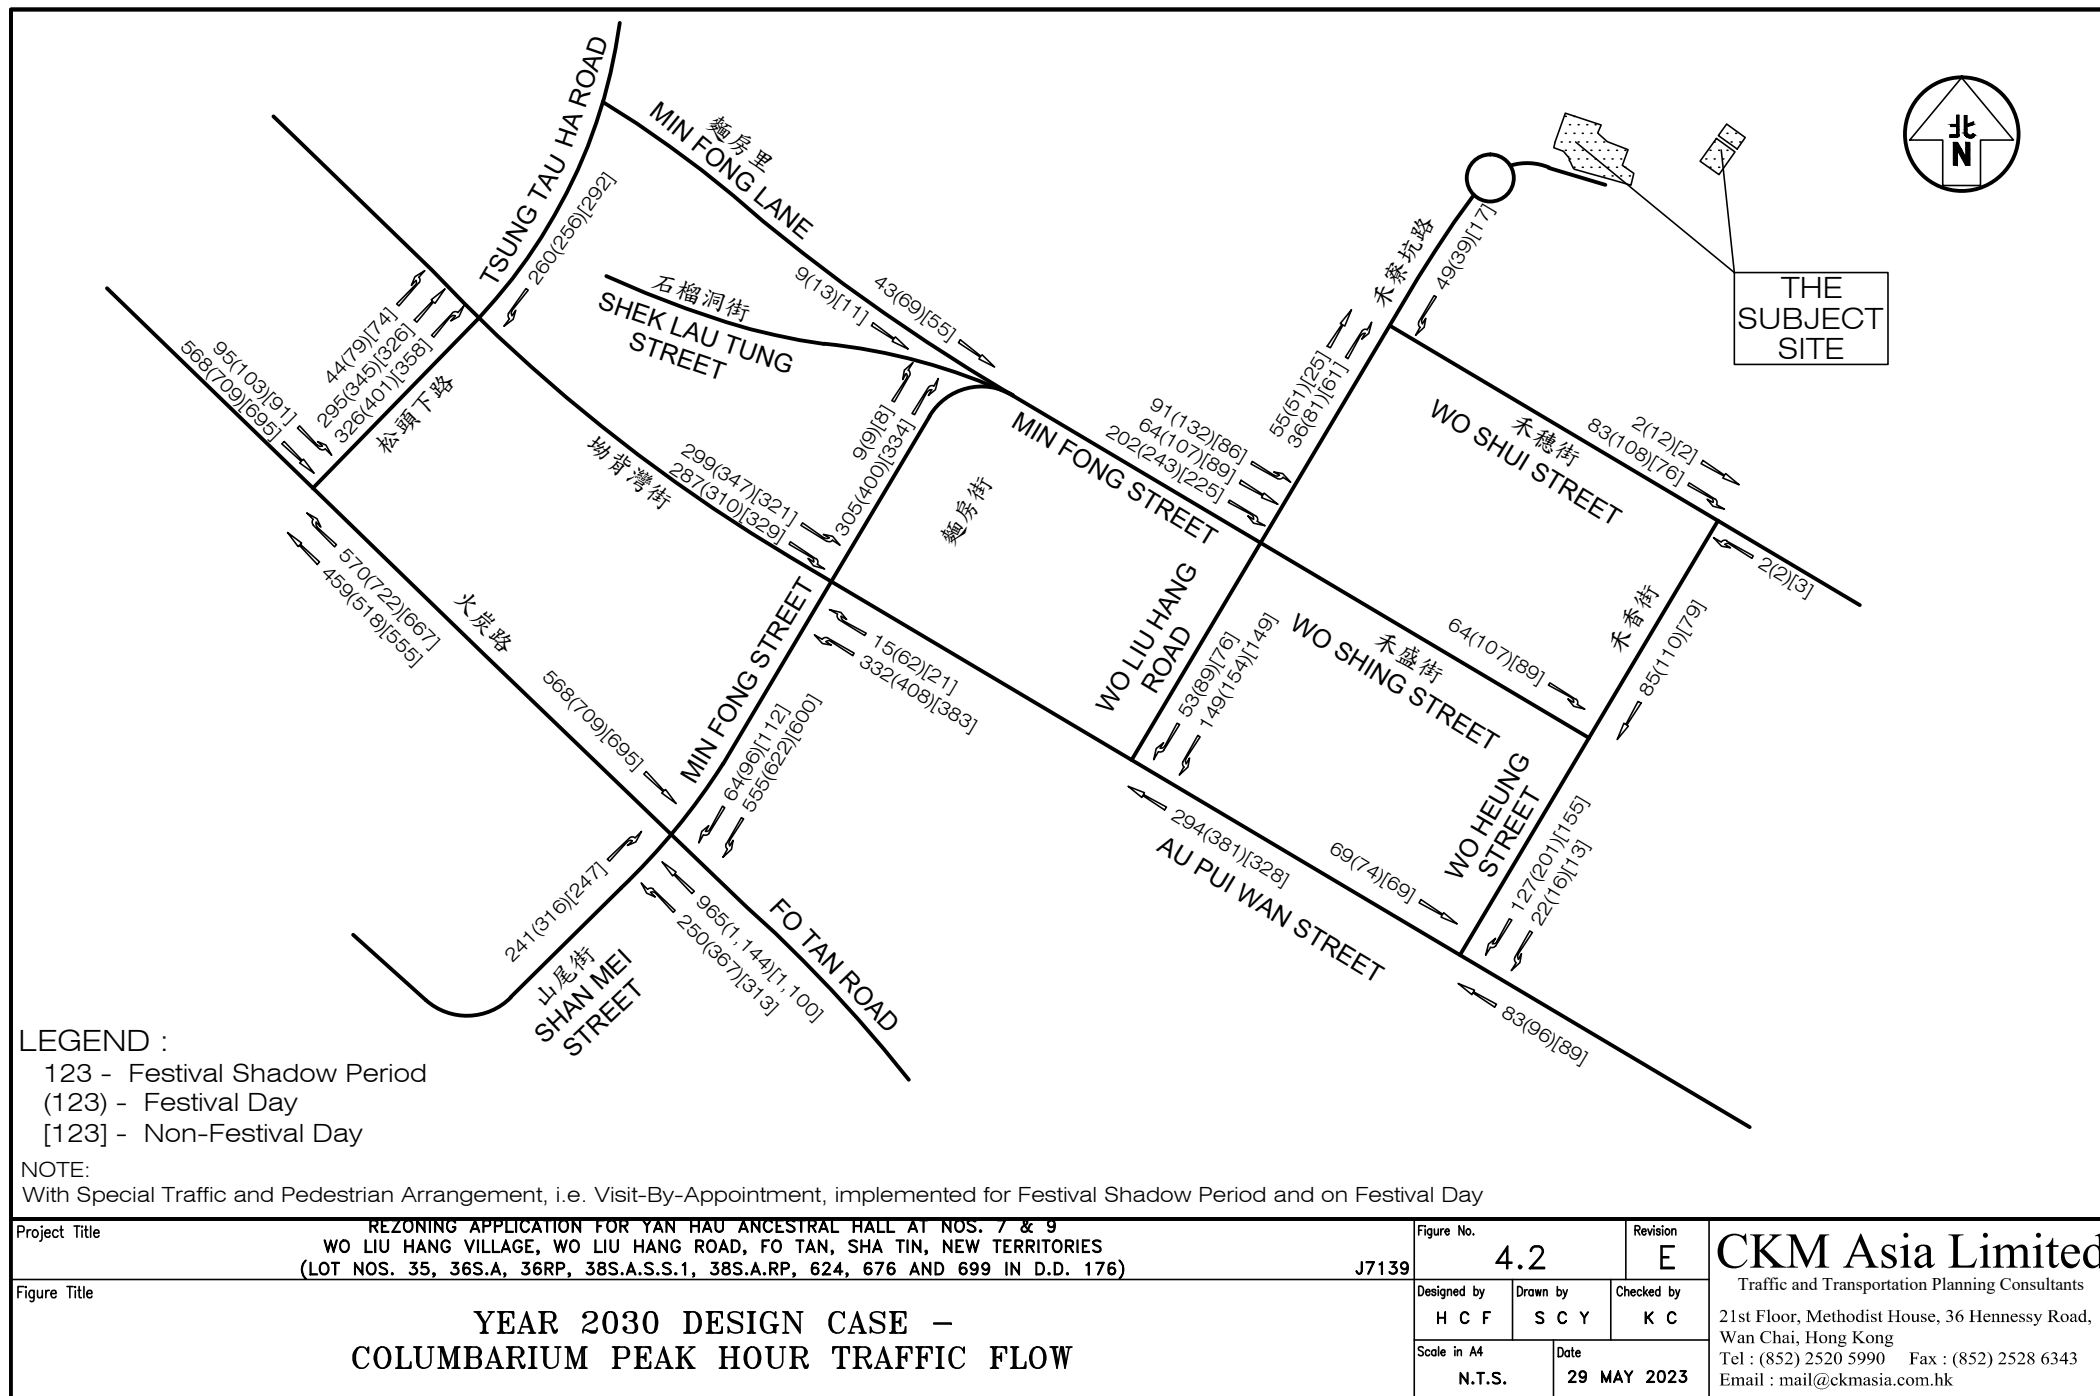 TSUNG TAU HA ROAD
麵房里
MIN FONG LANE
260(256)[292]
石榴洞街
SHEK LAU TUNG
STREET
9(13)[11]
43(69)[55]
44(79)[74]
295(345)[326]
326(401)[358]
松頭下路
95(103)[91]
568(709)[695]
坳背灣街
299(347)[321]
287(310)[329]
9(9)[8]
305(400)[334]
麵房街
MIN FONG STREET
91(132)[86]
64(107)[89]
202(243)[225]
55(51)[25]
36(81)[61]
禾寮坑路
49(39)[17]
THE
SUBJECT
SITE
北
N
禾穗街
WO SHUI STREET
2(12)[2]
83(108)[76]
2(2)[3]
禾香街
85(110)[79]
64(107)[89]
禾盛街
WO SHING STREET
WO LIU HANG
ROAD
53(89)[76]
149(154)[149]
WO HEUNG
STREET
127(201)[155]
22(16)[13]
69(74)[69]
294(381)[328]
AU PUI WAN STREET
83(96)[89]
570(722)[667]
459(518)[555]
火炭路
568(709)[695]
MIN FONG STREET
15(62)[21]
332(408)[383]
64(96)[112]
555(622)[600]
241(316)[247]
山尾街
SHAN MEI
STREET
965(1,144)[1,100]
250(367)[313]
FO TAN ROAD
LEGEND :
123 - Festival Shadow Period
(123) - Festival Day
[123] - Non-Festival Day
NOTE:
With Special Traffic and Pedestrian Arrangement, i.e. Visit-By-Appointment, implemented for Festival Shadow Period and on Festival Day
Project Title
REZONING APPLICATION FOR YAN HAU ANCESTRAL HALL AT NOS. 7 & 9
WO LIU HANG VILLAGE, WO LIU HANG ROAD, FO TAN, SHA TIN, NEW TERRITORIES
(LOT NOS. 35, 36S.A, 36RP, 38S.A.S.S.1, 38S.A.RP, 624, 676 AND 699 IN D.D. 176)
J7139
Figure Title
YEAR 2030 DESIGN CASE –
COLUMBARIUM PEAK HOUR TRAFFIC FLOW
Figure No.
4.2
Revision
E
Designed by
H C F
Drawn by
S C Y
Checked by
K C
Scale in A4
N.T.S.
Date
29 MAY 2023
CKM Asia Limited
Traffic and Transportation Planning Consultants
21st Floor, Methodist House, 36 Hennessy Road,
Wan Chai, Hong Kong
Tel : (852) 2520 5990 Fax : (852) 2528 6343
Email : mail@ckmasia.com.hk